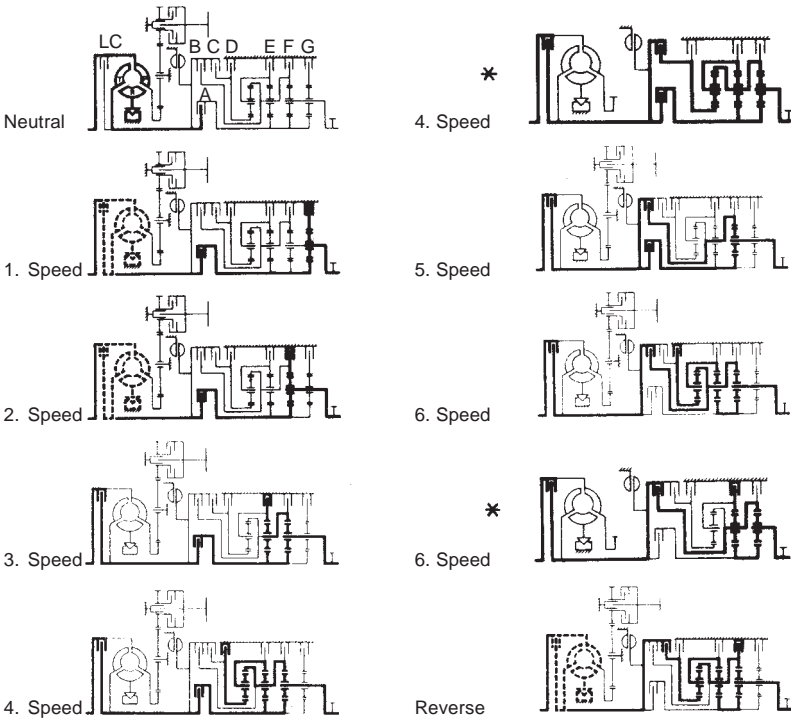 LC
B C D E F G
A
Neutral
1. Speed
2. Speed
3. Speed
4. Speed
*
4. Speed
5. Speed
6. Speed
*
6. Speed
Reverse